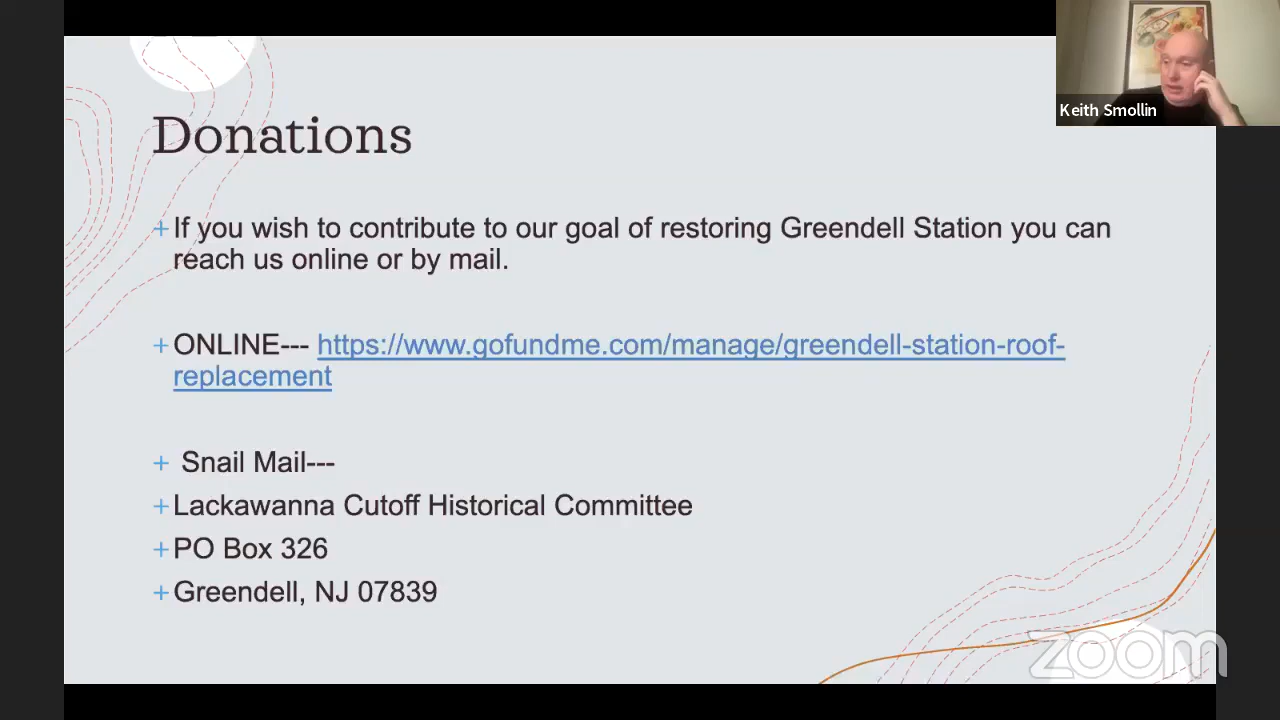 Keith Smollin
Donations
+ If you wish to contribute to our goal of restoring Greendell Station you can
reach us online or by mail.
+ ONLINE--- https://www.gofundme.com/manage/greendell-station-roof-
replacement
+ Snail Mail---
+ Lackawanna Cutoff Historical Committee
+ PO Box 326
+ Greendell, NJ 07839
zoom